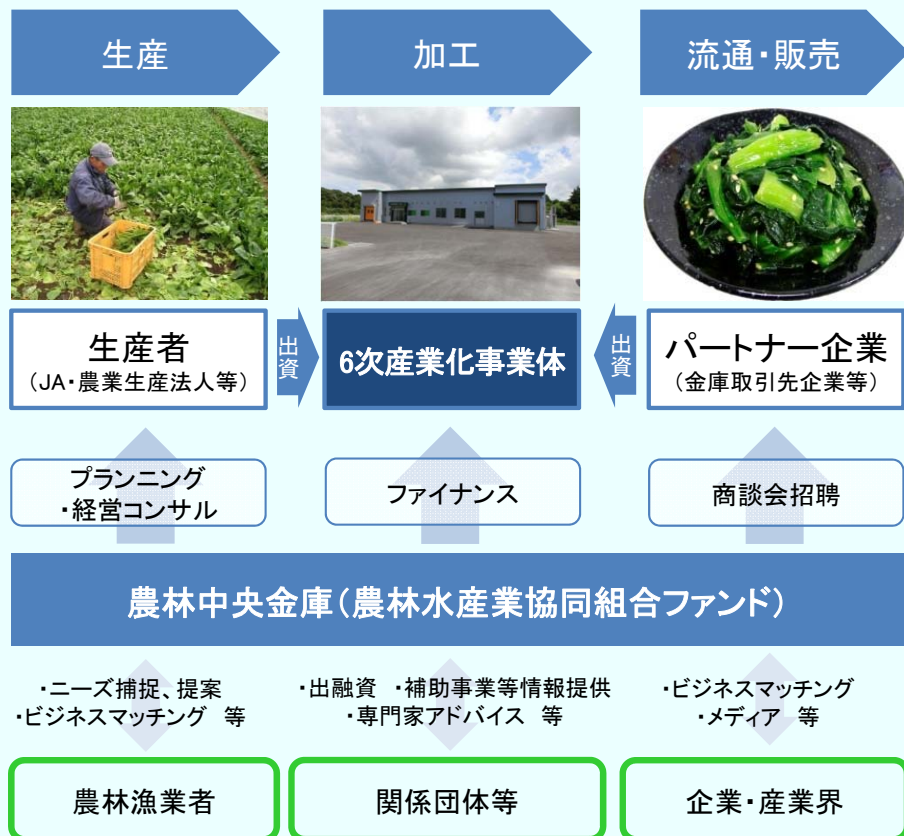 生産
加工
流通・販売
生産者
(JA・農業生産法人等)
出資
6次産業化事業体
出資
パートナー企業
(金庫取引先企業等)
プランニング
・経営コンサル
ファイナンス
商談会招聘
農林中央金庫(農林水産業協同組合ファンド)
・ニーズ捕捉、提案
・ビジネスマッチング 等
・出融資 ・補助事業等情報提供
・専門家アドバイス 等
・ビジネスマッチング
・メディア 等
農林漁業者
関係団体等
企業・産業界